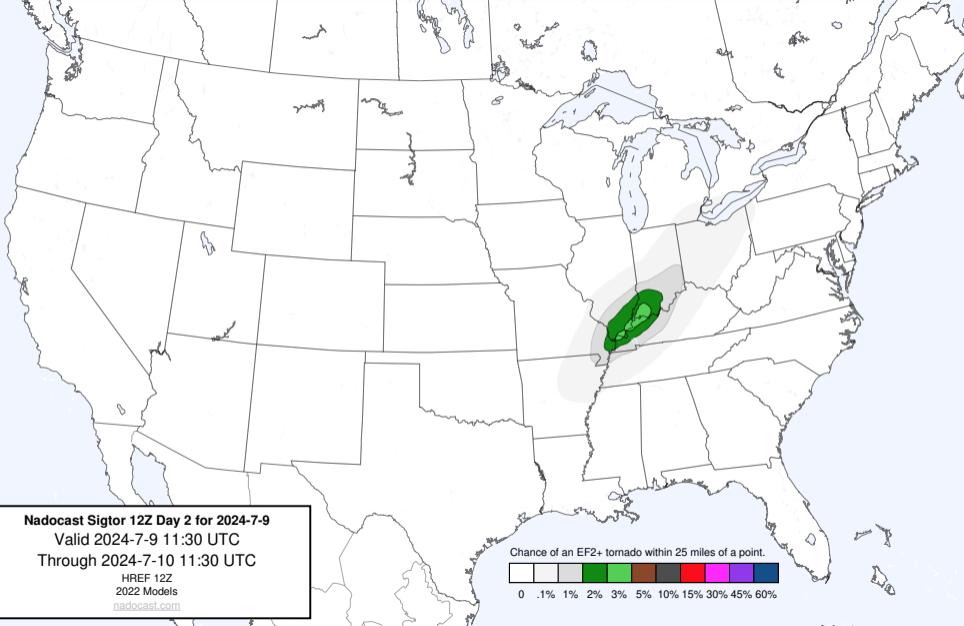 Nadocast Sigtor 12Z Day 2 for 2024-7-9
Valid 2024-7-9 11:30 UTC
Through 2024-7-10 11:30 UTC
HREF 12Z
2022 Models
nadocast.com
Chance of an EF2+ tornado within 25 miles of a point.
0 .1% 1% 2% 3% 5% 10% 15% 30% 45% 60%